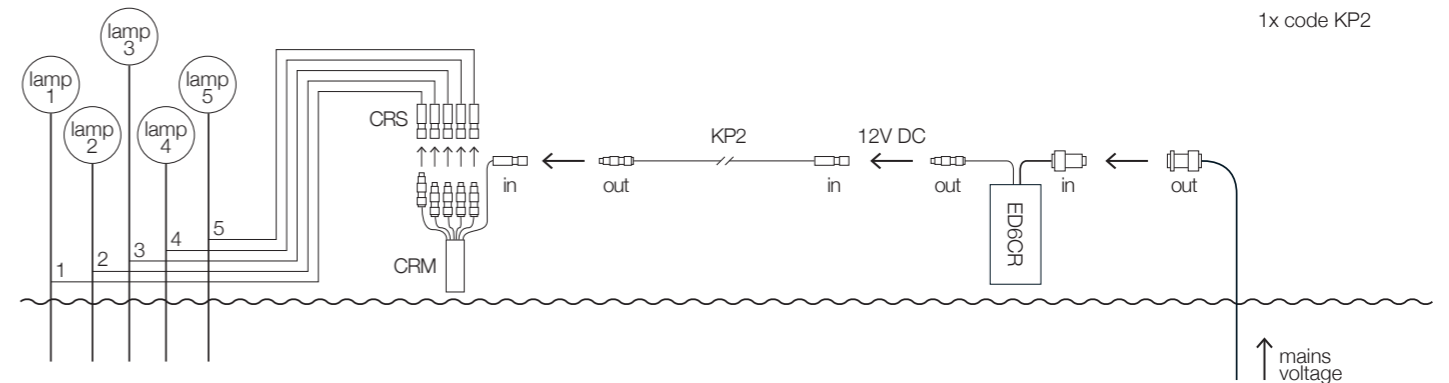 1x code KP2
lamp
3
lamp
1
lamp
5
lamp
2
lamp
4
CRS
KP2
12V DC
in
out
in
out
in
out
ED6CR
5
4
3
2
1
CRM
mains
voltage